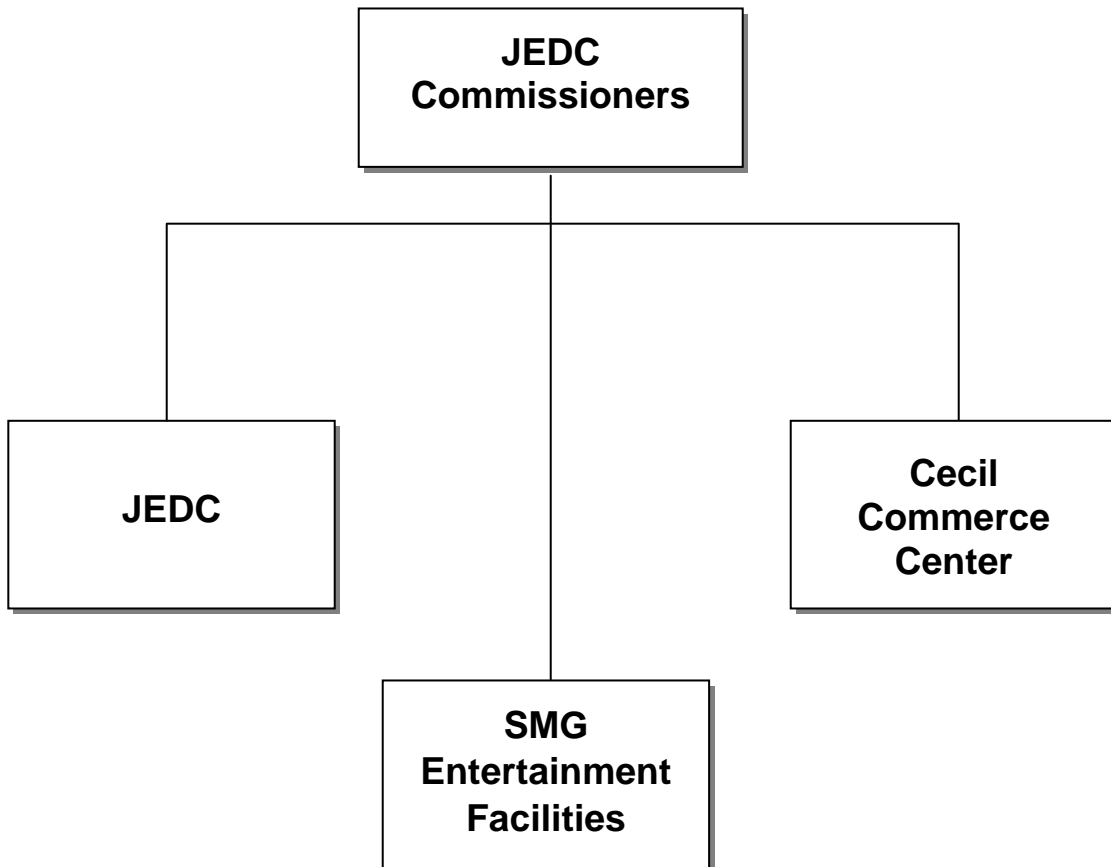 JEDC
Commissioners
JEDC
Cecil
Commerce
Center
SMG
Entertainment
Facilities